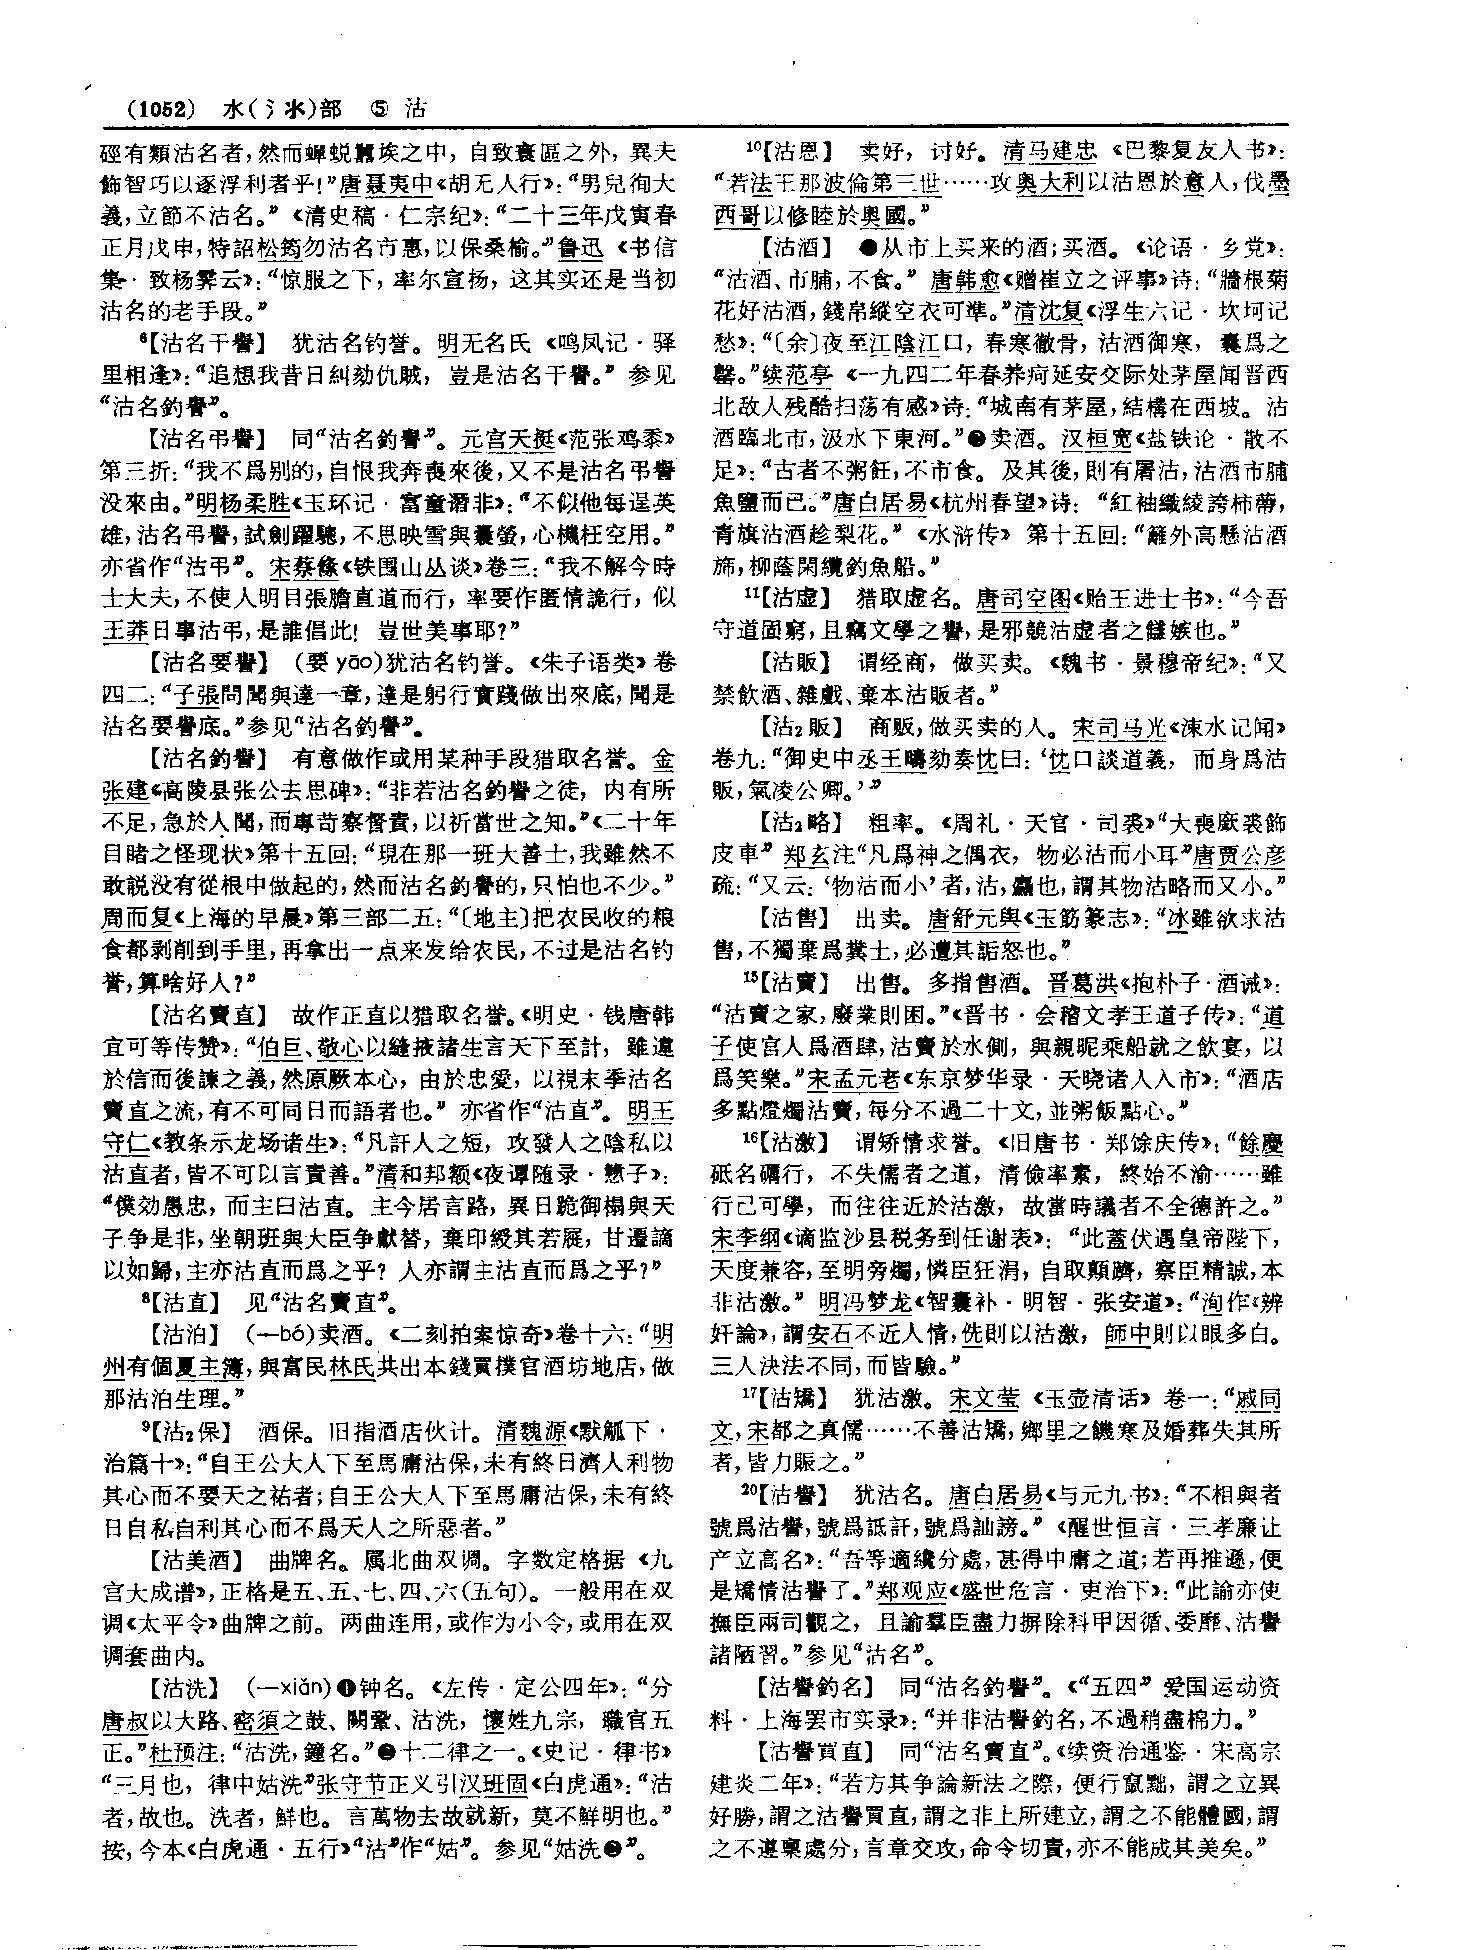 (1052) 水(氵氺)部 ⑤ 沽
硜有類沽名者，然而蟬蜕囂埃之中，自致寰區之外，異夫
飾智巧以逐浮利者乎！”唐聂夷中《胡无人行》：“男兒徇大
義，立節不沽名。”《清史稿·仁宗纪》：“二十三年戊寅春
正月戊申，特詔松筠勿沽名市惠，以保桑榆。”鲁迅《书信
集·致杨霁云》：“惊服之下，率尔宣扬，这其实还是当初
沽名的老手段。”
⁶【沽名干譽】 犹沽名钓誉。明无名氏《鸣凤记·驿
里相逢》：“追想我昔日糾劾仇贼，豈是沽名干譽。”参见
“沽名釣譽”。
【沽名弔譽】 同“沽名釣譽”。元宫天挺《范张鸡黍》
第三折：“我不爲别的，自恨我奔喪來後，又不是沽名弔譽
没來由。”明杨柔胜《玉环记·富童潛非》：“不似他每逞英
雄，沽名弔譽，試劍躍驄，不思映雪與囊螢，心機枉空用。”
亦省作“沽弔”。宋蔡絛《铁围山丛谈》卷三：“我不解今時
士大夫，不使人明目張膽直道而行，率要作匿情詭行，似
王莽日事沽弔，是誰倡此！豈世美事耶？”
【沽名要譽】 (要 yāo)犹沽名钓誉。《朱子语类》卷
四二：“子張問聞與達一章，達是躬行實踐做出來底，聞是
沽名要譽底。”参见“沽名釣譽”。
【沽名釣譽】 有意做作或用某种手段猎取名誉。金
张建《高陵县张公去思碑》：“非若沽名釣譽之徒，内有所
不足，急於人聞，而專苛察督責，以祈當世之知。”《二十年
目睹之怪现状》第十五回：“現在那一班大善士，我雖然不
敢説没有從根中做起的，然而沽名釣譽的，只怕也不少。”
周而复《上海的早晨》第三部二五：“〔地主〕把农民收的粮
食都剥削到手里，再拿出一点来发给农民，不过是沽名钓
誉，算啥好人？”
【沽名賣直】 故作正直以猎取名誉。《明史·钱唐韩
宜可等传赞》：“伯巨、敬心以縫掖諸生言天下至計，雖違
於信而後諫之義，然原厥本心，由於忠愛，以視末季沽名
賣直之流，有不可同日而語者也。”亦省作“沽直”。明王
守仁《教条示龙场诸生》：“凡訐人之短，攻發人之陰私以
沽直者，皆不可以言責善。”清和邦额《夜谭随录·戆子》：
“僕効愚忠，而主曰沽直。主今居言路，異日跪御榻與天
子争是非，坐朝班與大臣争獻替，棄印綬其若屣，甘遷謫
以如歸，主亦沽直而爲之乎？人亦謂主沽直而爲之乎？”
⁸【沽直】 见“沽名賣直”。
【沽泊】 (—bó)卖酒。《二刻拍案惊奇》卷十六：“明
州有個夏主簿，與富民林氏共出本錢買撲官酒坊地店，做
那沽泊生理。”
⁹【沽₂保】 酒保。旧指酒店伙计。清魏源《默觚下·
治篇十》：“自王公大人下至馬庸沽保，未有終日濟人利物
其心而不要天之祐者；自王公大人下至馬庸沽保，未有終
日自私自利其心而不爲天人之所惡者。”
【沽美酒】 曲牌名。属北曲双调。字数定格据《九
宫大成谱》，正格是五、五、七、四、六(五句)。一般用在双
调《太平令》曲牌之前。两曲连用，或作为小令，或用在双
调套曲内。
【沽洗】 (—xiǎn)❶钟名。《左传·定公四年》：“分
唐叔以大路、密須之鼓、闕鞏、沽洗，懷姓九宗，職官五
正。”杜预注：“沽洗，鐘名。”❷十二律之一。《史记·律书》
“三月也，律中姑洗”张守节正义引汉班固《白虎通》：“沽
者，故也。洗者，鮮也。言萬物去故就新，莫不鮮明也。”
按，今本《白虎通·五行》“沽”作“姑”。参见“姑洗❷”。
¹⁰【沽恩】 卖好，讨好。清马建忠《巴黎复友人书》：
“若法王那波倫第三世……攻奥大利以沽恩於意人，伐墨
西哥以修睦於奥國。”
【沽酒】 ❶从市上买来的酒；买酒。《论语·乡党》：
“沽酒、市脯，不食。”唐韩愈《赠崔立之评事》诗：“牆根菊
花好沽酒，錢帛縱空衣可準。”清沈复《浮生六记·坎坷记
愁》：“〔余〕夜至江陰江口，春寒徹骨，沽酒御寒，囊爲之
罄。”续范亭《一九四二年春养疴延安交际处茅屋闻晋西
北敌人残酷扫荡有感》诗：“城南有茅屋，結構在西坡。沽
酒臨北市，汲水下東河。”❷卖酒。汉桓宽《盐铁论·散不
足》：“古者不粥飪，不市食。及其後，則有屠沽，沽酒市脯
魚鹽而已。”唐白居易《杭州春望》诗：“紅袖織綾誇柿蔕，
青旗沽酒趁梨花。”《水浒传》第十五回：“籬外高懸沽酒
旆，柳蔭閑纜釣魚船。”
¹¹【沽虚】 猎取虚名。唐司空图《贻王进士书》：“今吾
守道固窮，且竊文學之譽，是邪競沽虚者之讎嫉也。”
【沽販】 谓经商，做买卖。《魏书·景穆帝纪》：“又
禁飲酒、雜戲、棄本沽販者。”
【沽₂販】 商贩，做买卖的人。宋司马光《涑水记闻》
卷九：“御史中丞王疇劾奏忱曰：‘忱口談道義，而身爲沽
販，氣凌公卿。’”
【沽₂略】 粗率。《周礼·天官·司裘》“大喪廞裘飾
皮車”郑玄注“凡爲神之偶衣，物必沽而小耳”唐贾公彦
疏：“又云：‘物沽而小’者，沽，麤也，謂其物沽略而又小。”
【沽售】 出卖。唐舒元舆《玉筯篆志》：“冰雖欲求沽
售，不獨棄爲糞土，必遭其詬怒也。”
¹⁵【沽賣】 出售。多指售酒。晋葛洪《抱朴子·酒诫》：
“沽賣之家，廢業則困。”《晋书·会稽文孝王道子传》：“道
子使宫人爲酒肆，沽賣於水側，與親昵乘船就之飲宴，以
爲笑樂。”宋孟元老《东京梦华录·天晓诸人入市》：“酒店
多點燈燭沽賣，每分不過二十文，並粥飯點心。”
¹⁶【沽激】 谓矫情求誉。《旧唐书·郑馀庆传》：“餘慶
砥名礪行，不失儒者之道，清儉率素，終始不渝……雖
行己可學，而往往近於沽激，故當時議者不全德許之。”
宋李纲《谪监沙县税务到任谢表》：“此蓋伏遇皇帝陛下，
天度兼容，至明旁燭，憐臣狂涓，自取顛躋，察臣精誠，本
非沽激。”明冯梦龙《智囊补·明智·张安道》：“洵作《辨
奸論》，謂安石不近人情，侁則以沽激，師中則以眼多白。
三人决法不同，而皆驗。”
¹⁷【沽矯】 犹沽激。宋文莹《玉壶清话》卷一：“戚同
文，宋都之真儒……不善沽矯，鄉里之饑寒及婚葬失其所
者，皆力賑之。”
²⁰【沽譽】 犹沽名。唐白居易《与元九书》：“不相與者
號爲沽譽，號爲詆訐，號爲訕謗。”《醒世恒言·三孝廉让
产立高名》：“吾等適纔分處，甚得中庸之道；若再推遜，便
是矯情沽譽了。”郑观应《盛世危言·吏治下》：“此諭亦使
撫臣兩司觀之，且諭羣臣盡力摒除科甲因循、委靡、沽譽
諸陋習。”参见“沽名”。
【沽譽釣名】 同“沽名釣譽”。《“五四”爱国运动资
料·上海罢市实录》：“并非沽譽釣名，不過稍盡棉力。”
【沽譽買直】 同“沽名賣直”。《续资治通鉴·宋高宗
建炎二年》：“若方其争論新法之際，便行竄黜，謂之立異
好勝，謂之沽譽買直，謂之非上所建立，謂之不能體國，謂
之不遵稟處分，言章交攻，命令切責，亦不能成其美矣。”